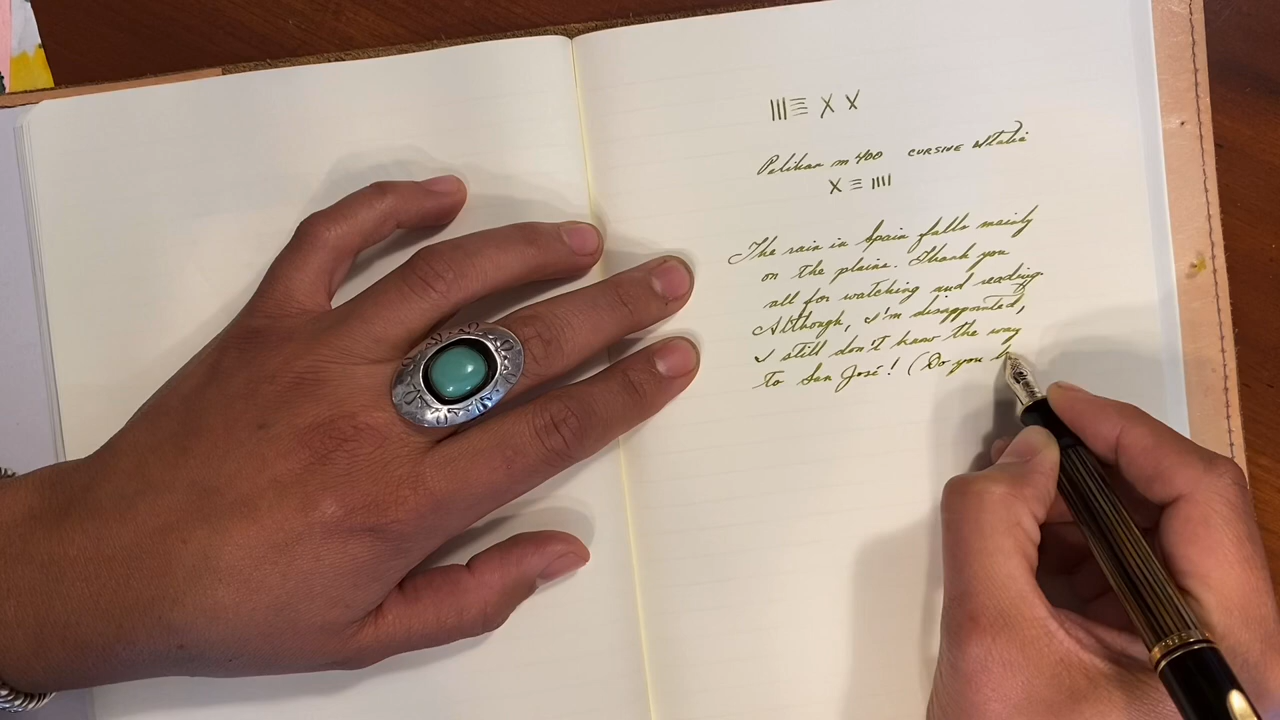 Pelikan m400 CURSIVE Italic
The rain in Spain falls mainly
on the plains. Thank you
all for watching and reading.
Although, I'm disappointed,
I still don't know the way
to San José! (Do you k